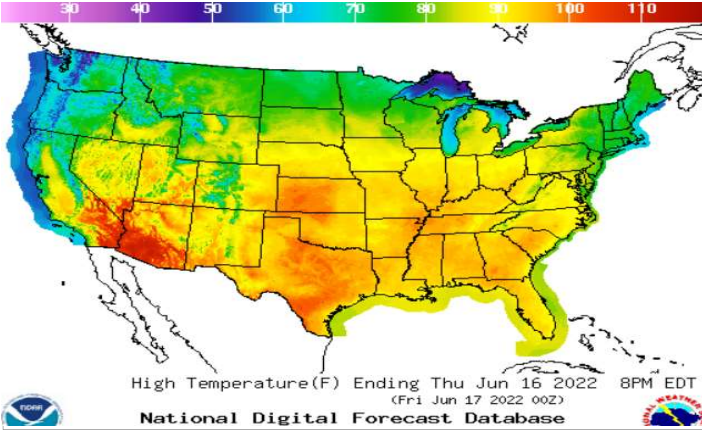 30 40 50 60 70 80 90 100 110
High Temperature(F) Ending Thu Jun 16 2022 8PM EDT
(Fri Jun 17 2022 00Z)
National Digital Forecast Database
NOAA